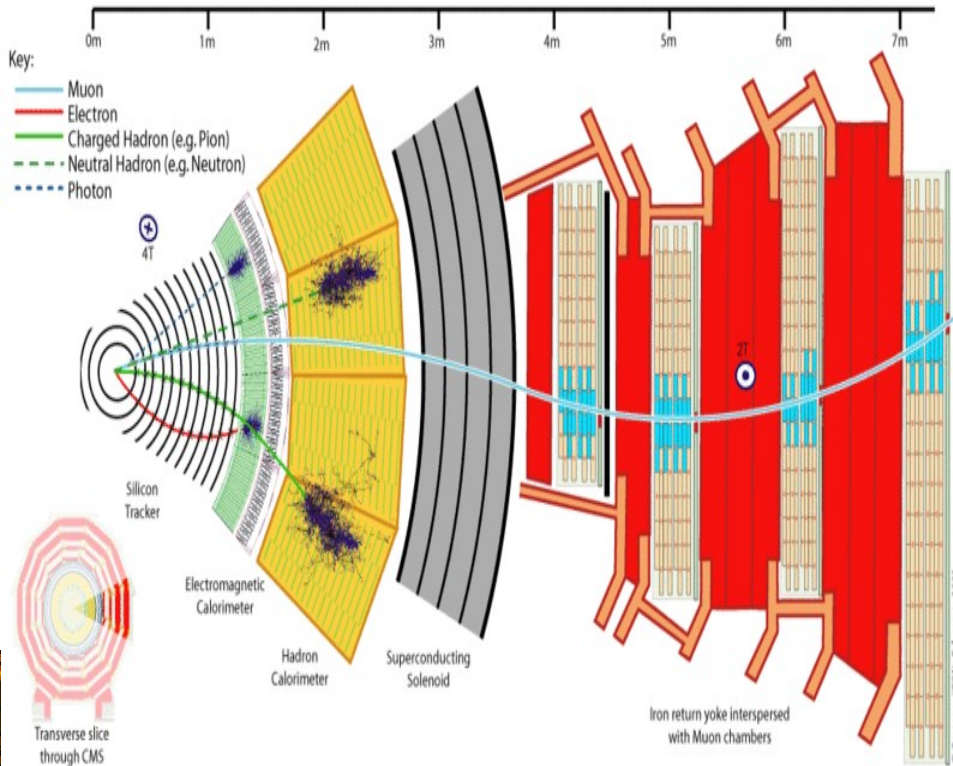 0m 1m 2m 3m 4m 5m 6m 7m
Key:
Muon
Electron
Charged Hadron (e.g. Pion)
Neutral Hadron (e.g. Neutron)
Photon
4T
2T
Silicon
Tracker
Electromagnetic
Calorimeter
Hadron
Calorimeter
Superconducting
Solenoid
Iron return yoke interspersed
with Muon chambers
Transverse slice
through CMS